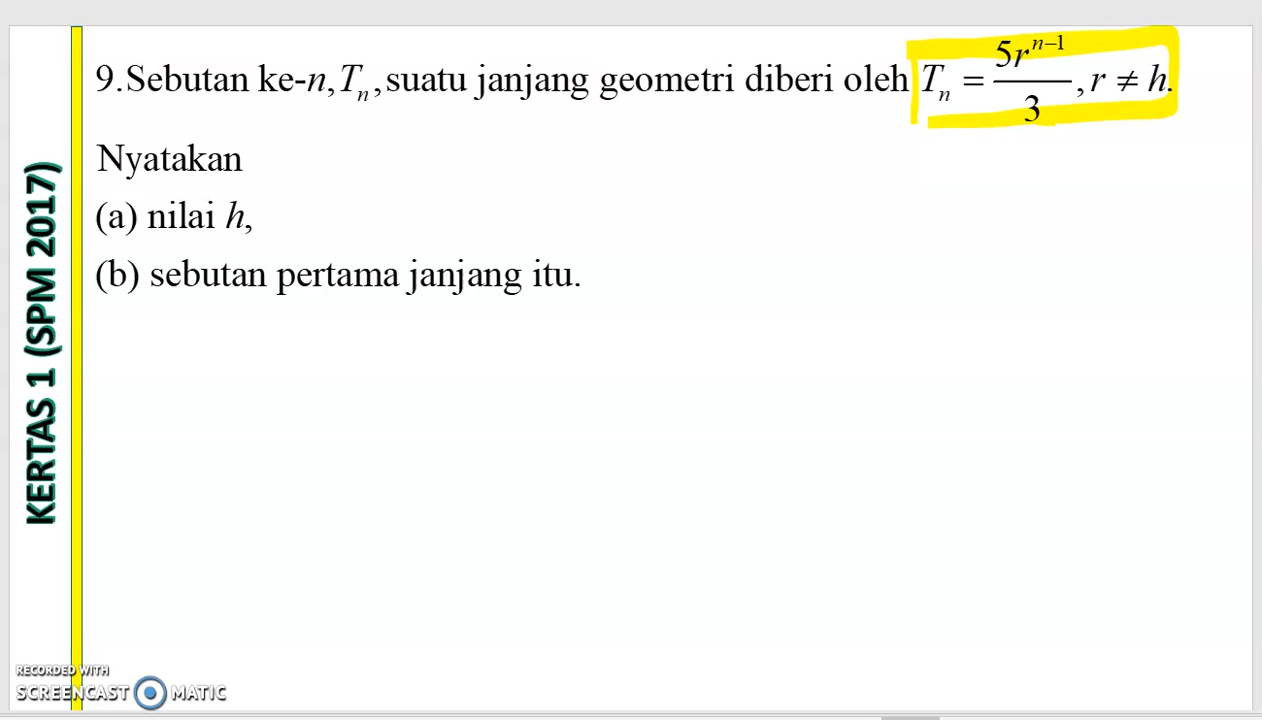 9.Sebutan ke-n, Tₙ, suatu janjang geometri diberi oleh Tₙ = 5rⁿ⁻¹/3, r ≠ h.
Nyatakan
(a) nilai h,
(b) sebutan pertama janjang itu.
KERTAS 1 (SPM 2017)
RECORDED WITH
SCREENCAST MATIC